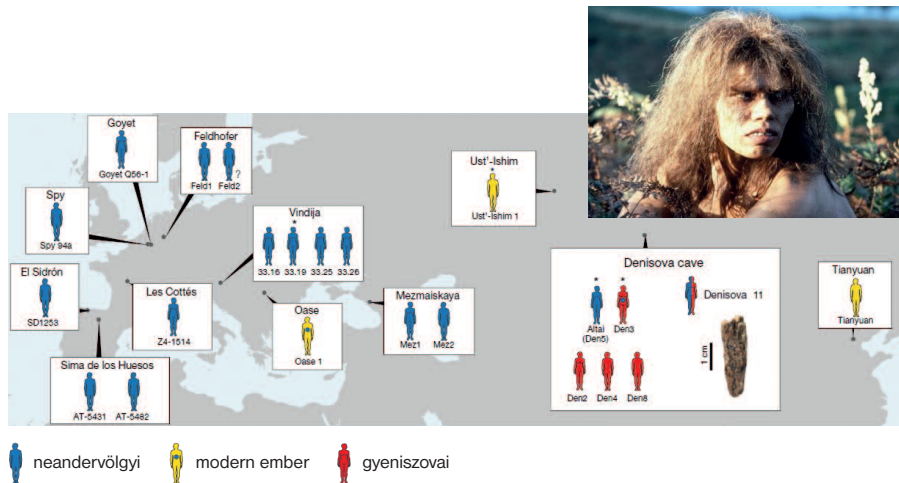 Goyet
Goyet Q56-1
Feldhofer
?
Feld1 Feld2
Spy
Spy 94a
Ust'-Ishim
*
Ust'-Ishim 1
Vindija
*
33.16 33.19 33.25 33.26
El Sidrón
SD1253
Les Cottés
Z4-1514
Oase
Oase 1
Mezmaiskaya
Mez1 Mez2
Sima de los Huesos
AT-5431 AT-5482
Denisova cave
* *
Altai
(Den5)
Den3
Denisova 11
1 cm
Den2 Den4 Den8
Tianyuan
Tianyuan
neandervölgyi modern ember gyeniszovai